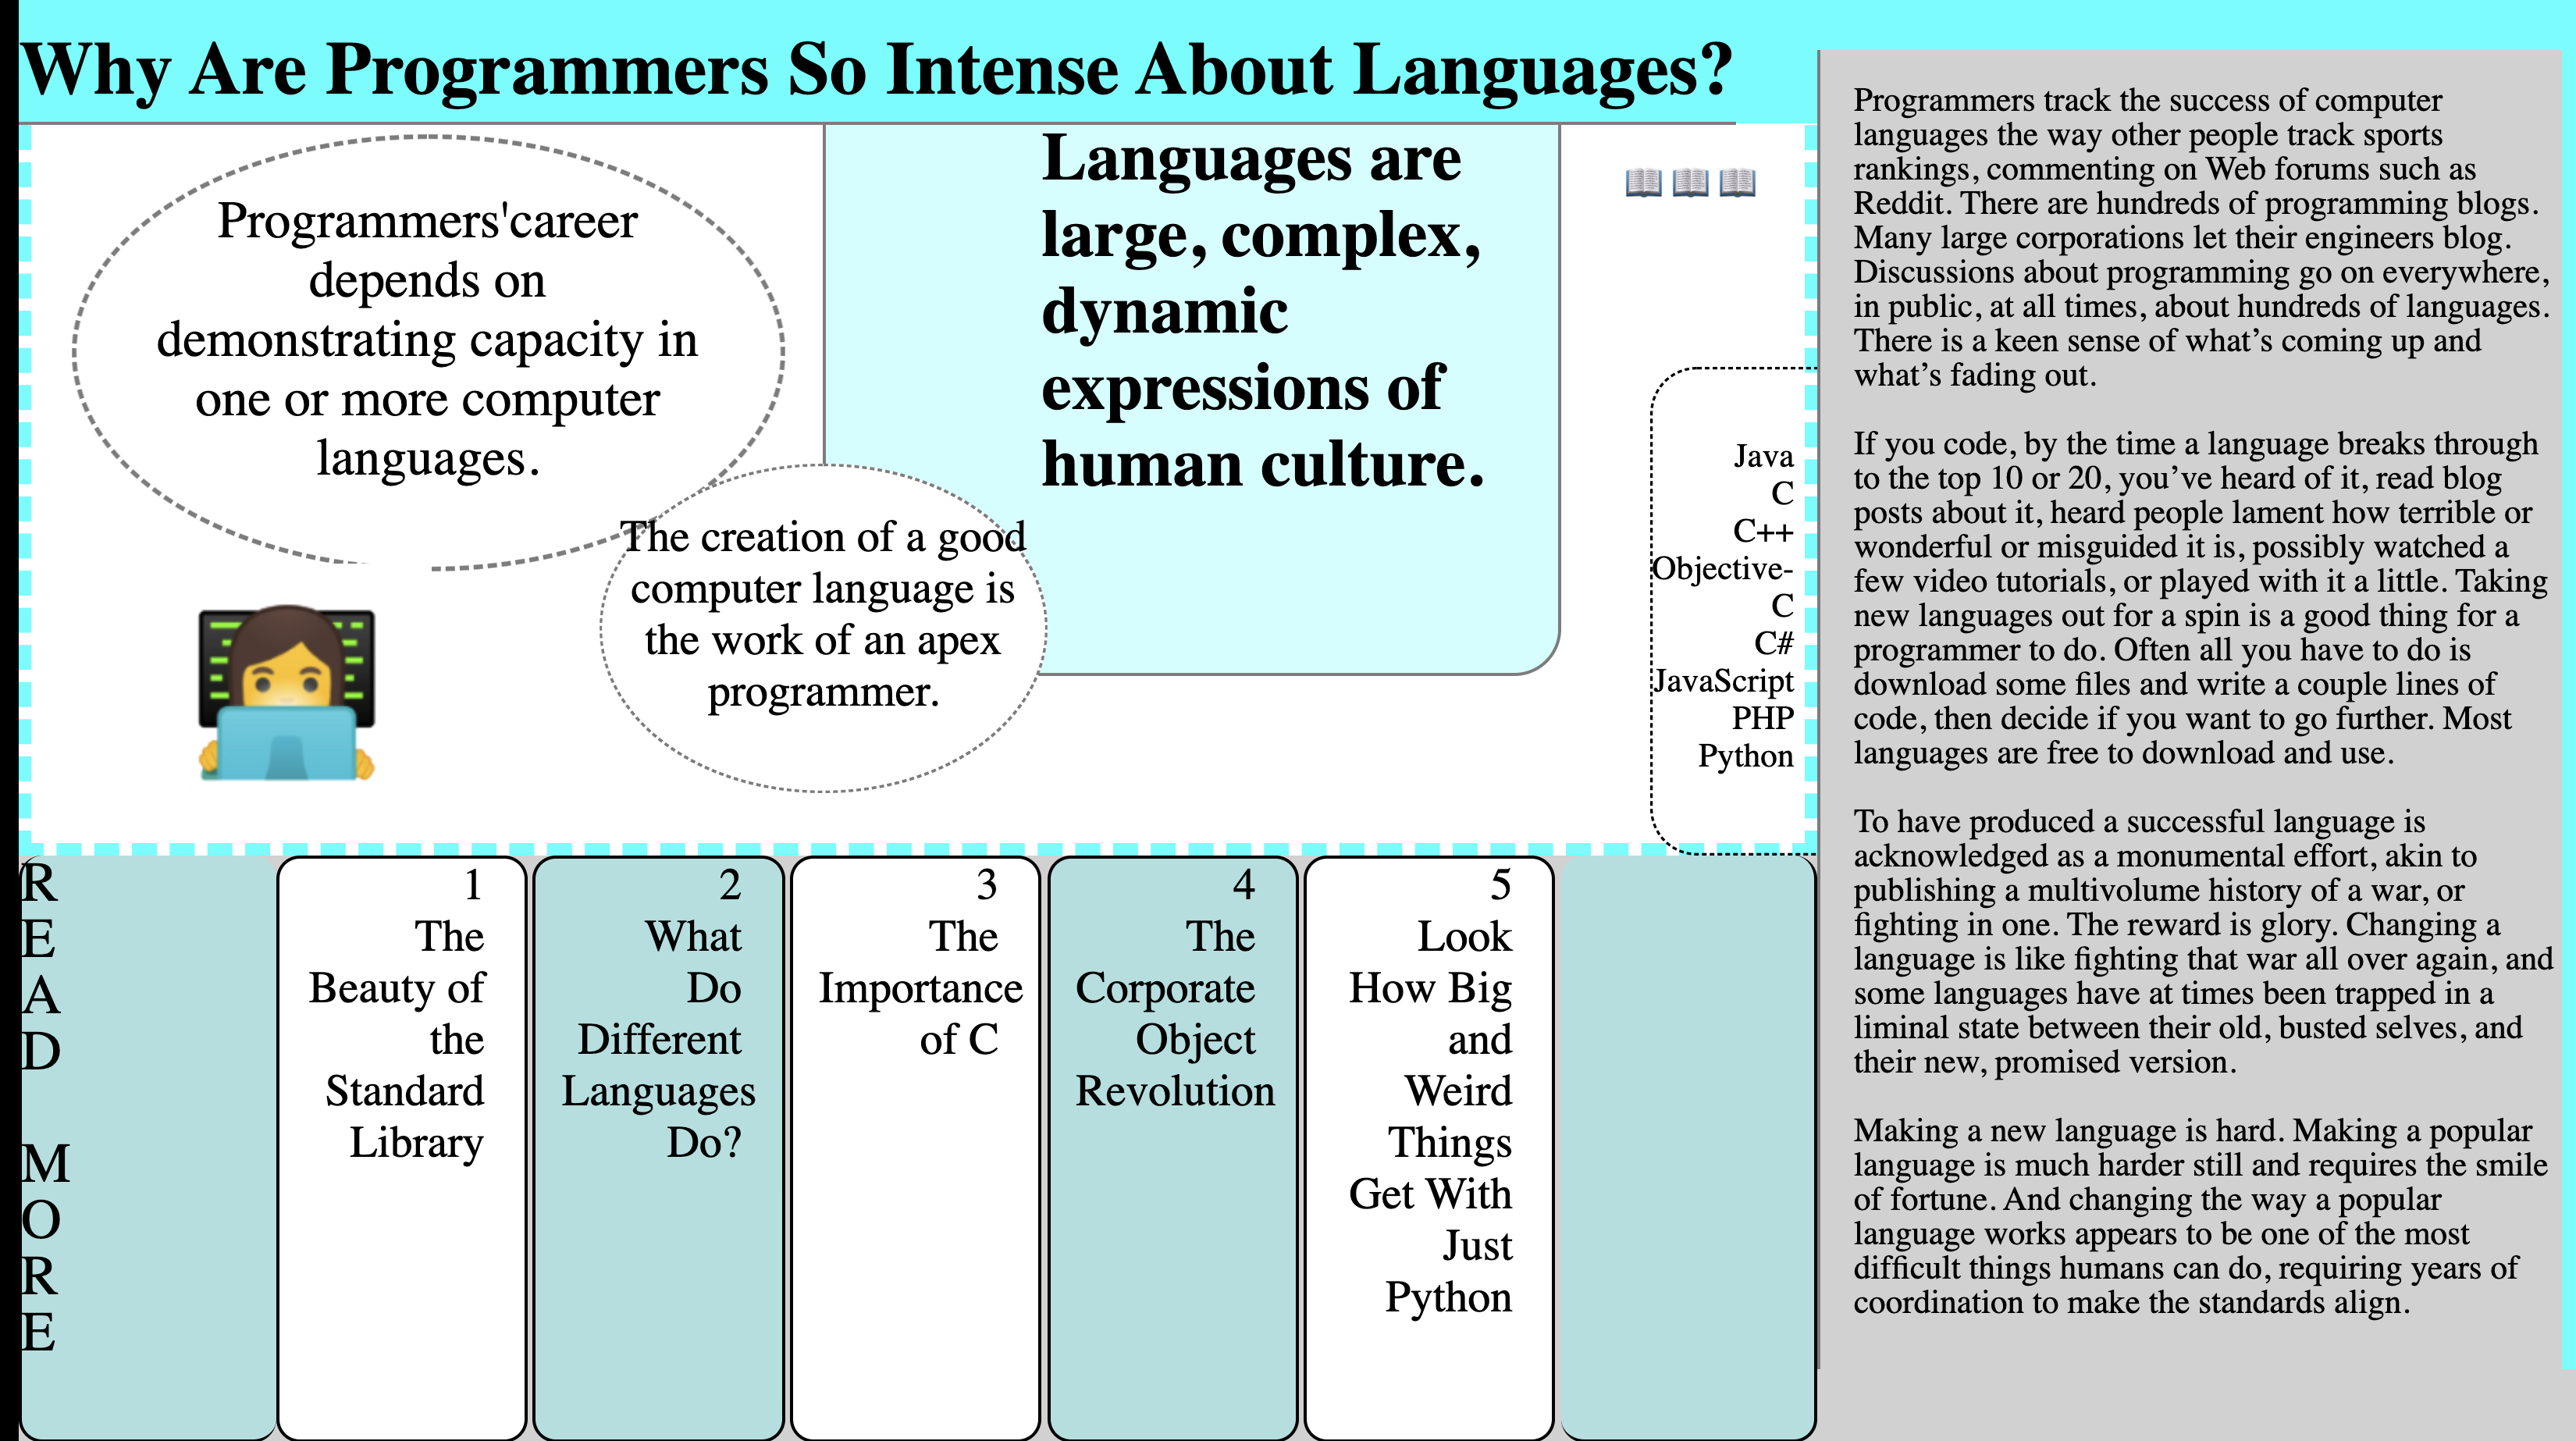 Why Are Programmers So Intense About Languages?
Programmers'career
depends on
demonstrating capacity in
one or more computer
languages.
The creation of a good
computer language is
the work of an apex
programmer.
Languages are
large, complex,
dynamic
expressions of
human culture.
Java
C
C++
Objective-
C
C#
JavaScript
PHP
Python
R
E
A
D
M
O
R
E
1
The
Beauty of
the
Standard
Library
2
What
Do
Different
Languages
Do?
3
The
Importance
of C
4
The
Corporate
Object
Revolution
5
Look
How Big
and
Weird
Things
Get With
Just
Python
Programmers track the success of computer
languages the way other people track sports
rankings, commenting on Web forums such as
Reddit. There are hundreds of programming blogs.
Many large corporations let their engineers blog.
Discussions about programming go on everywhere,
in public, at all times, about hundreds of languages.
There is a keen sense of what’s coming up and
what’s fading out.
If you code, by the time a language breaks through
to the top 10 or 20, you’ve heard of it, read blog
posts about it, heard people lament how terrible or
wonderful or misguided it is, possibly watched a
few video tutorials, or played with it a little. Taking
new languages out for a spin is a good thing for a
programmer to do. Often all you have to do is
download some files and write a couple lines of
code, then decide if you want to go further. Most
languages are free to download and use.
To have produced a successful language is
acknowledged as a monumental effort, akin to
publishing a multivolume history of a war, or
fighting in one. The reward is glory. Changing a
language is like fighting that war all over again, and
some languages have at times been trapped in a
liminal state between their old, busted selves, and
their new, promised version.
Making a new language is hard. Making a popular
language is much harder still and requires the smile
of fortune. And changing the way a popular
language works appears to be one of the most
difficult things humans can do, requiring years of
coordination to make the standards align.